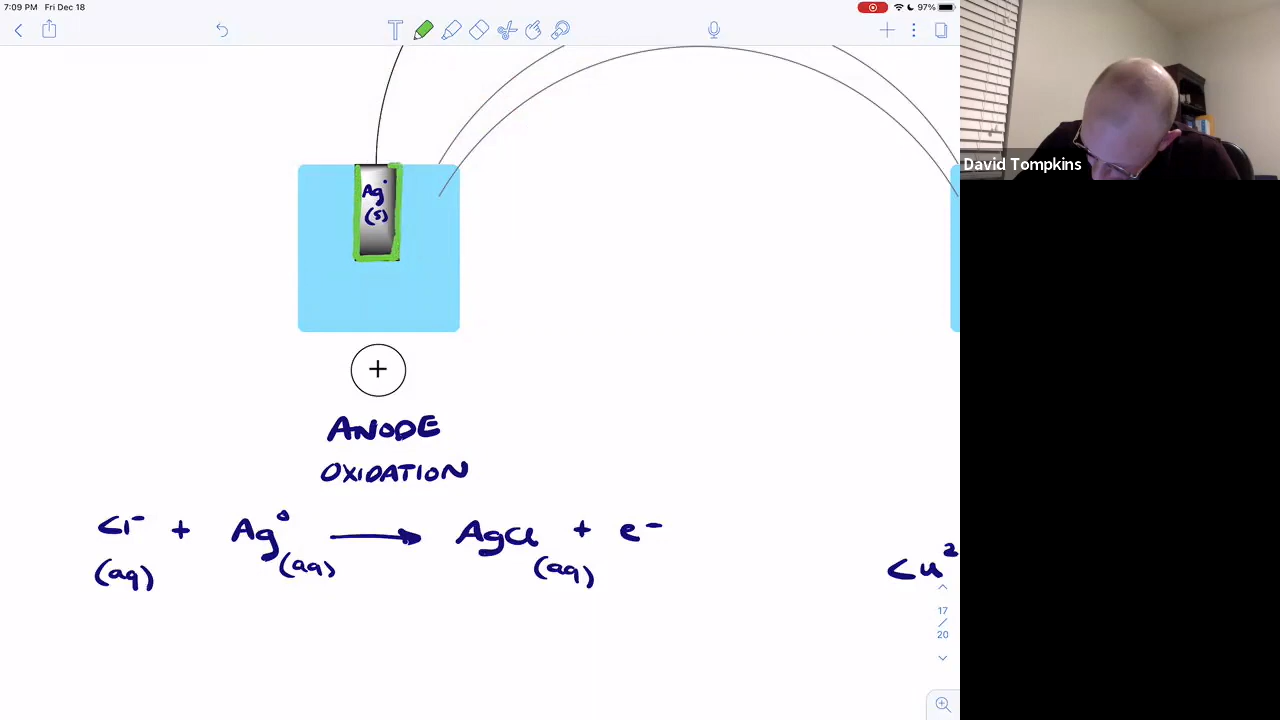 7:09 PM Fri Dec 18
97%
T
David Tompkins
Ag°
(s)
+
ANODE
OXIDATION
Cl⁻ + Ag° → AgCl + e⁻
(aq) (aq) (aq)
Cu²
17
/
20